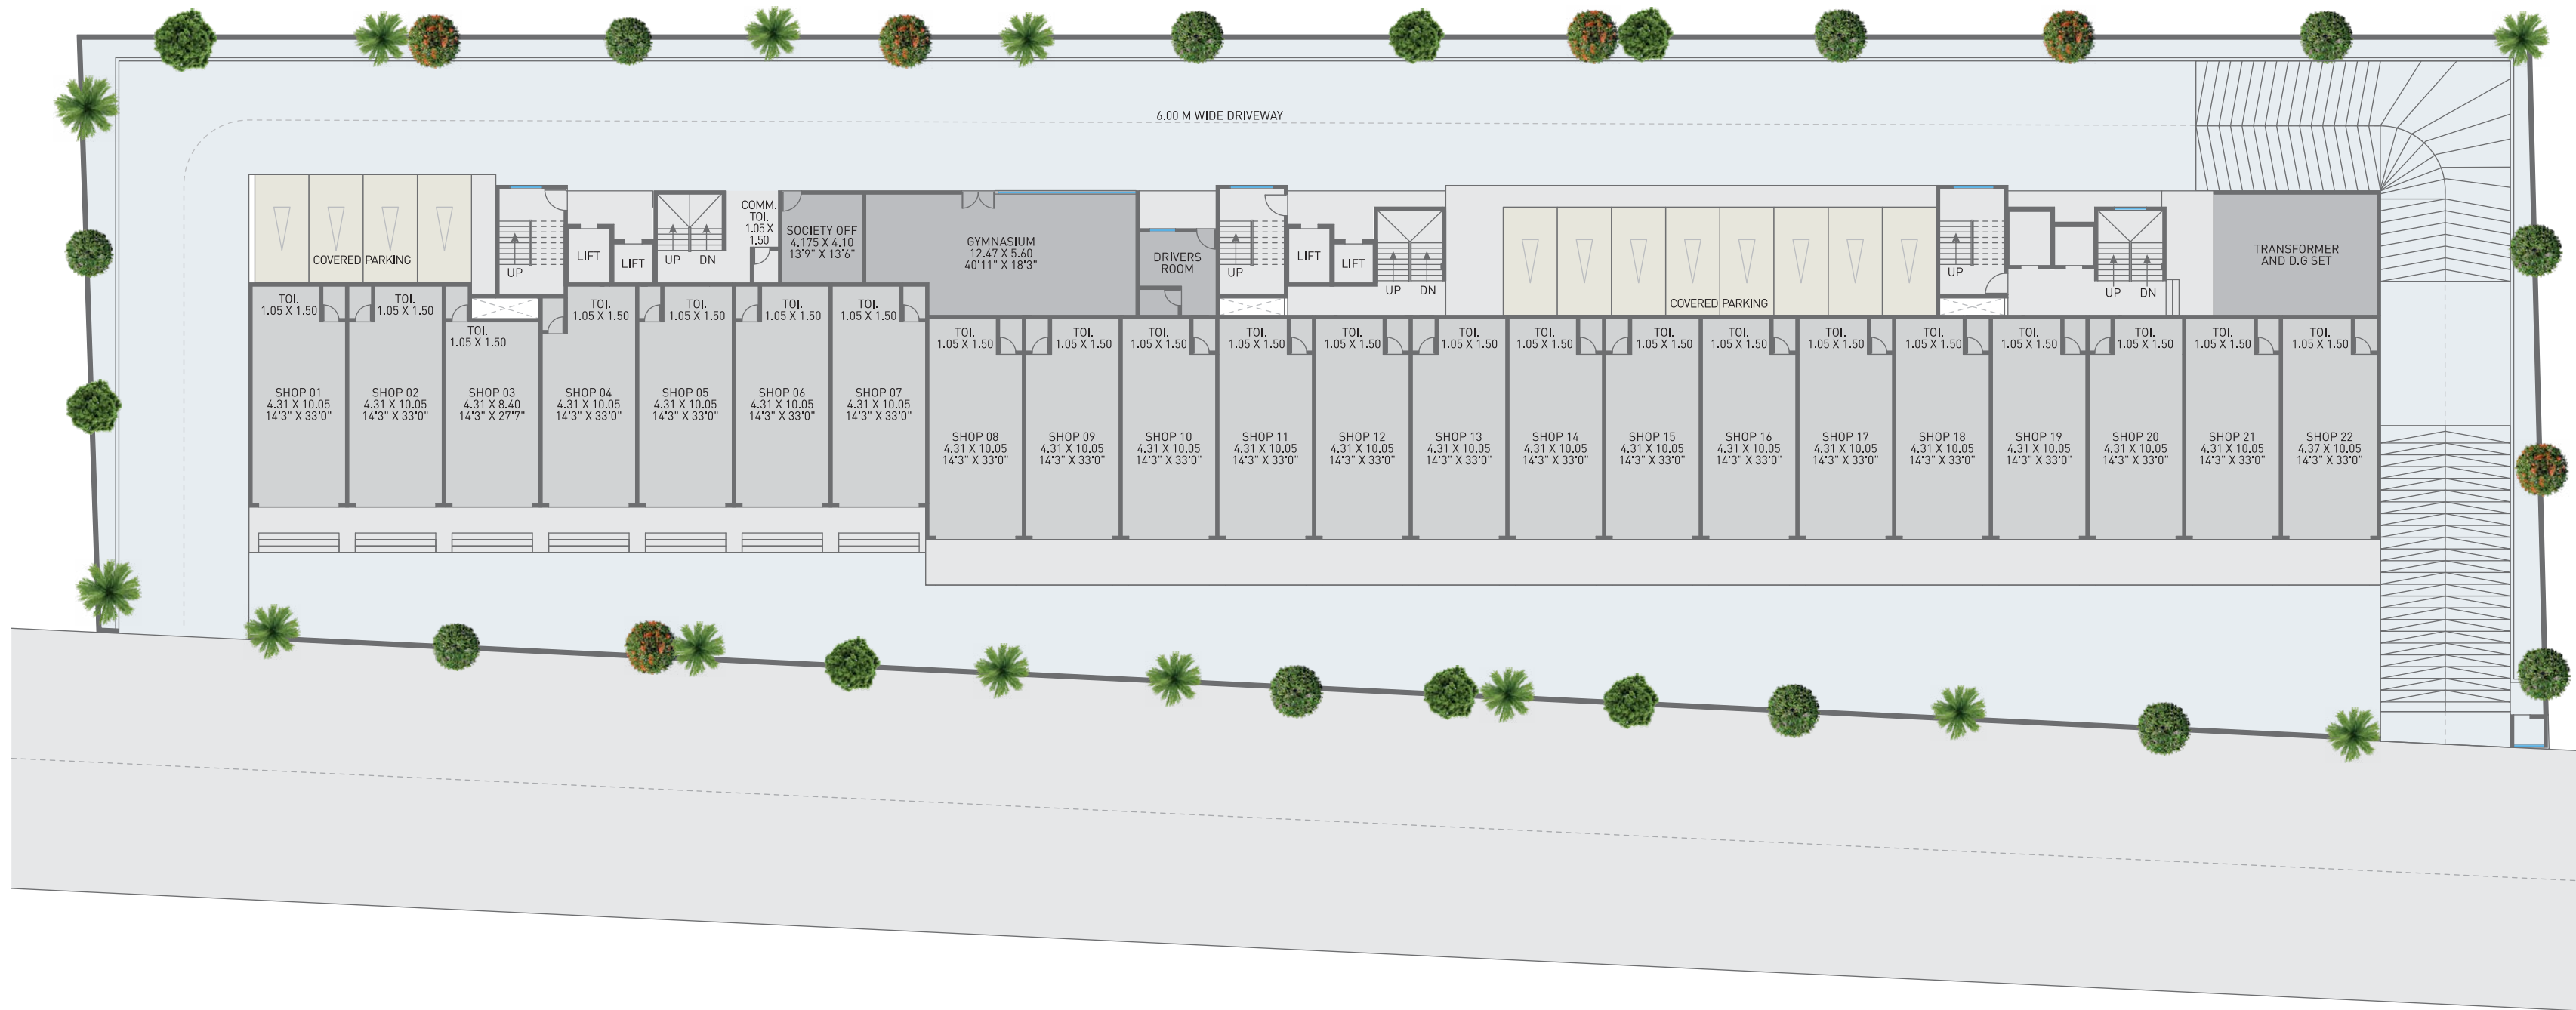 6.00 M WIDE DRIVEWAY
COVERED PARKING
UP
LIFT
LIFT
UP
DN
COMM.
TOI.
1.05 X
1.50
SOCIETY OFF
4.175 X 4.10
13'9" X 13'6"
GYMNASIUM
12.47 X 5.60
40'11" X 18'3"
DRIVERS
ROOM
UP
LIFT
LIFT
UP
DN
COVERED PARKING
UP
UP
DN
TRANSFORMER
AND D.G SET
TOI.
1.05 X 1.50
TOI.
1.05 X 1.50
TOI.
1.05 X 1.50
TOI.
1.05 X 1.50
TOI.
1.05 X 1.50
TOI.
1.05 X 1.50
TOI.
1.05 X 1.50
TOI.
1.05 X 1.50
TOI.
1.05 X 1.50
TOI.
1.05 X 1.50
TOI.
1.05 X 1.50
TOI.
1.05 X 1.50
TOI.
1.05 X 1.50
TOI.
1.05 X 1.50
TOI.
1.05 X 1.50
TOI.
1.05 X 1.50
TOI.
1.05 X 1.50
TOI.
1.05 X 1.50
TOI.
1.05 X 1.50
TOI.
1.05 X 1.50
TOI.
1.05 X 1.50
TOI.
1.05 X 1.50
SHOP 01
4.31 X 10.05
14'3" X 33'0"
SHOP 02
4.31 X 10.05
14'3" X 33'0"
SHOP 03
4.31 X 8.40
14'3" X 27'7"
SHOP 04
4.31 X 10.05
14'3" X 33'0"
SHOP 05
4.31 X 10.05
14'3" X 33'0"
SHOP 06
4.31 X 10.05
14'3" X 33'0"
SHOP 07
4.31 X 10.05
14'3" X 33'0"
SHOP 08
4.31 X 10.05
14'3" X 33'0"
SHOP 09
4.31 X 10.05
14'3" X 33'0"
SHOP 10
4.31 X 10.05
14'3" X 33'0"
SHOP 11
4.31 X 10.05
14'3" X 33'0"
SHOP 12
4.31 X 10.05
14'3" X 33'0"
SHOP 13
4.31 X 10.05
14'3" X 33'0"
SHOP 14
4.31 X 10.05
14'3" X 33'0"
SHOP 15
4.31 X 10.05
14'3" X 33'0"
SHOP 16
4.31 X 10.05
14'3" X 33'0"
SHOP 17
4.31 X 10.05
14'3" X 33'0"
SHOP 18
4.31 X 10.05
14'3" X 33'0"
SHOP 19
4.31 X 10.05
14'3" X 33'0"
SHOP 20
4.31 X 10.05
14'3" X 33'0"
SHOP 21
4.31 X 10.05
14'3" X 33'0"
SHOP 22
4.37 X 10.05
14'3" X 33'0"